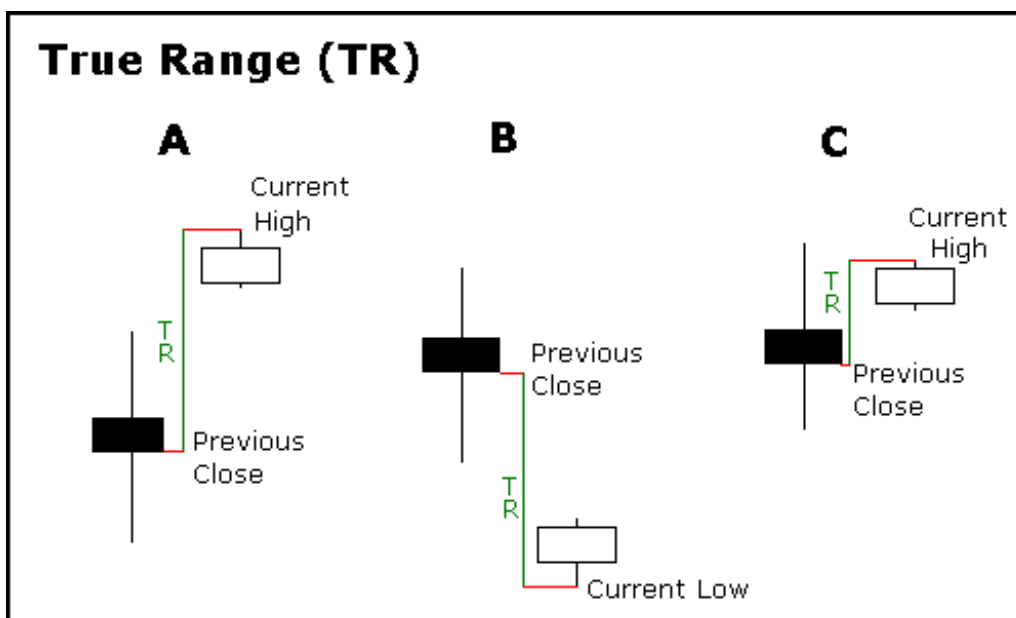 True Range (TR)
A
Current
High
T
R
Previous
Close
B
Previous
Close
T
R
Current Low
C
Current
High
T
R
Previous
Close